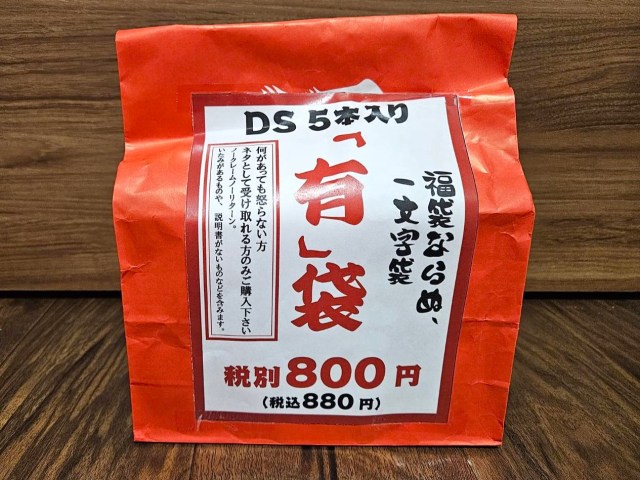 DS 5本入り
福袋ならぬ、
一文字袋
「有」袋
何があっても怒らない方
ネタとして受け取れる方のみご購入下さい
ノークレームノーリターン。
いたみがあるものや、説明書がないものなどを含みます。
税別800円
(税込880円)